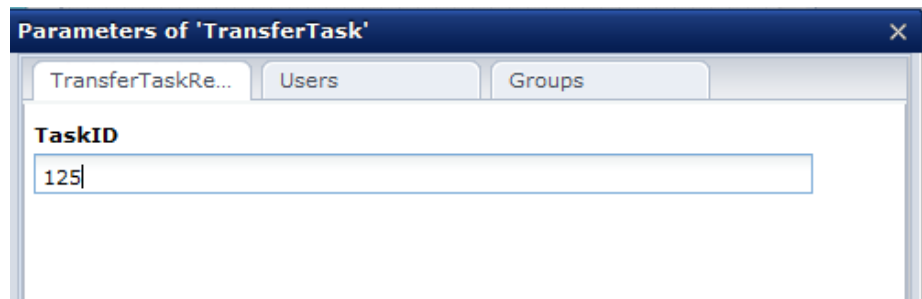 Parameters of 'TransferTask'
TransferTaskRe... Users Groups
TaskID
125